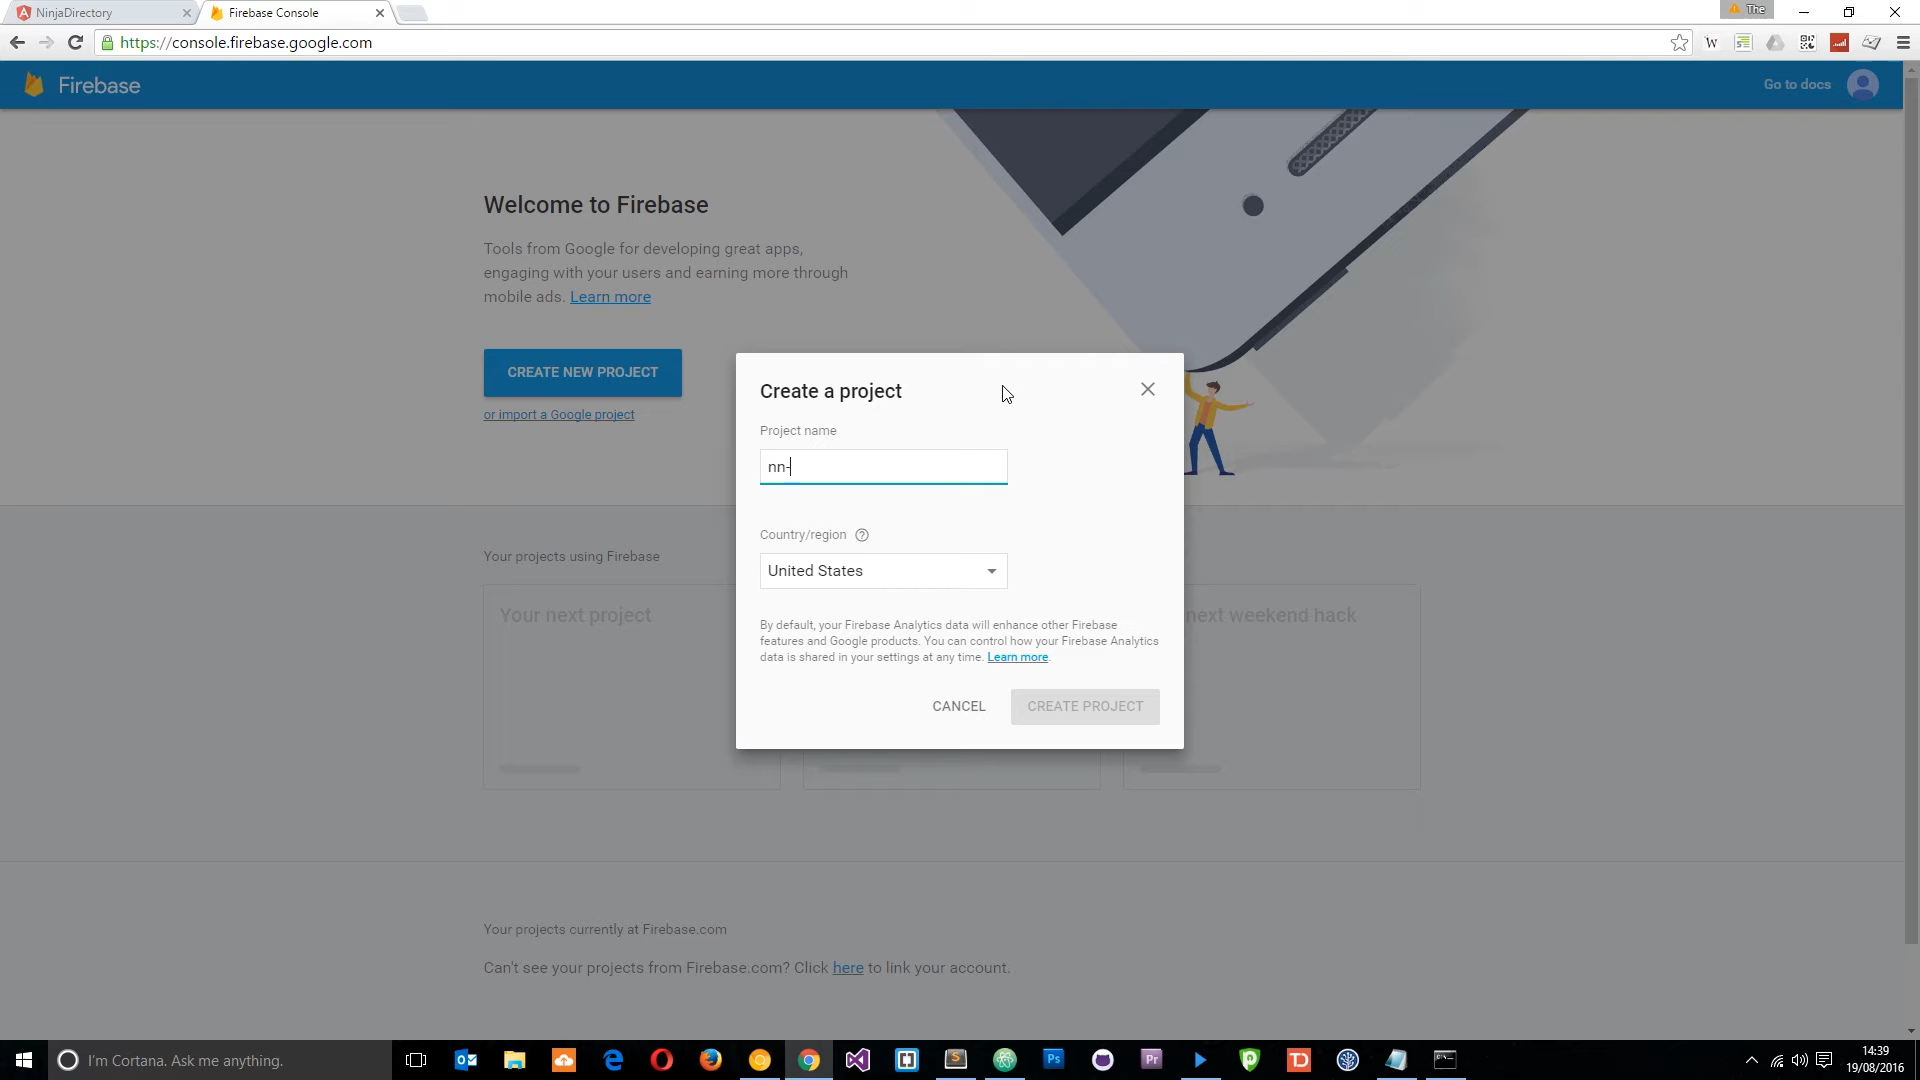 NinjaDirectory
Firebase Console
The
https://console.firebase.google.com
W
Firebase
Go to docs
Welcome to Firebase
Tools from Google for developing great apps,
engaging with your users and earning more through
mobile ads. Learn more
CREATE NEW PROJECT
or import a Google project
Create a project
Project name
nn-
Country/region
United States
By default, your Firebase Analytics data will enhance other Firebase
features and Google products. You can control how your Firebase Analytics
data is shared in your settings at any time. Learn more.
CANCEL
CREATE PROJECT
Your projects using Firebase
Your next project
next weekend hack
Your projects currently at Firebase.com
Can't see your projects from Firebase.com? Click here to link your account.
I'm Cortana. Ask me anything.
Ps
Pr
TD
14:39
19/08/2016